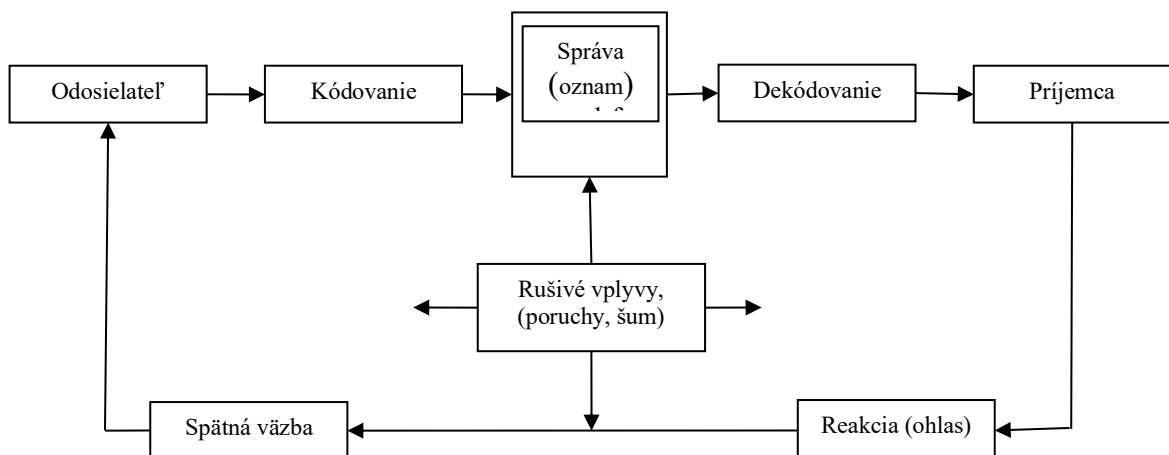 Odosielateľ
Kódovanie
Správa
(oznam)
Dekódovanie
Príjemca
Rušivé vplyvy,
(poruchy, šum)
Spätná väzba
Reakcia (ohlas)